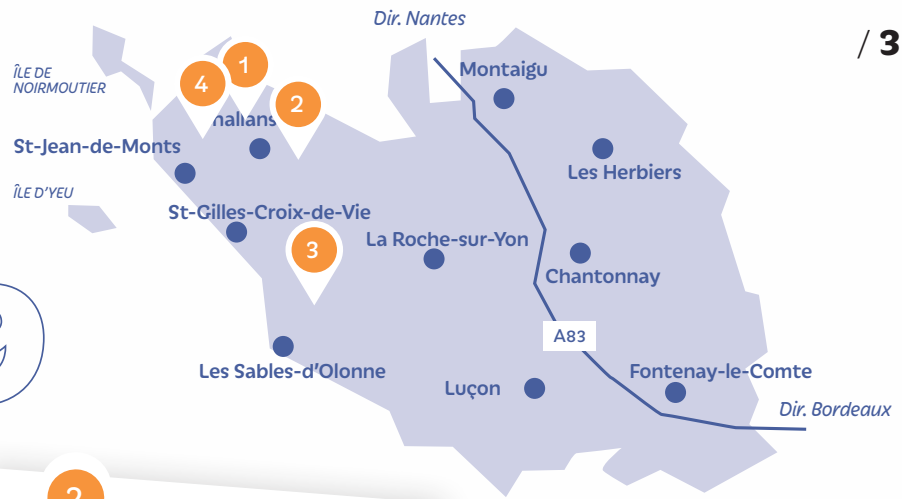 Dir. Nantes
/ 3
ÎLE DE
NOIRMOUTIER
1
4
2
Montaigu
St-Jean-de-Monts
Les Herbiers
ÎLE D'YEU
St-Gilles-Croix-de-Vie
3
La Roche-sur-Yon
Chantonnay
A83
Les Sables-d'Olonne
Luçon
Fontenay-le-Comte
Dir. Bordeaux